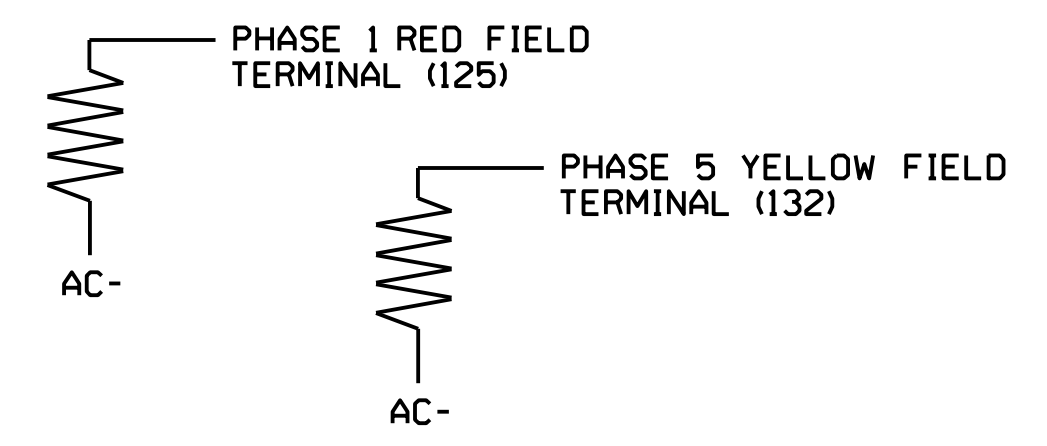 PHASE 1 RED FIELD
TERMINAL (125)
AC-
PHASE 5 YELLOW FIELD
TERMINAL (132)
AC-